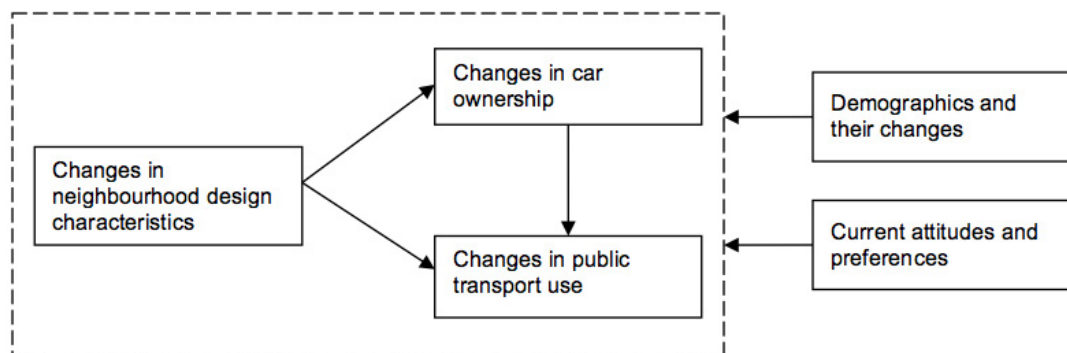 Changes in car
ownership
Demographics and
their changes
Changes in
neighbourhood design
characteristics
Current attitudes and
preferences
Changes in public
transport use